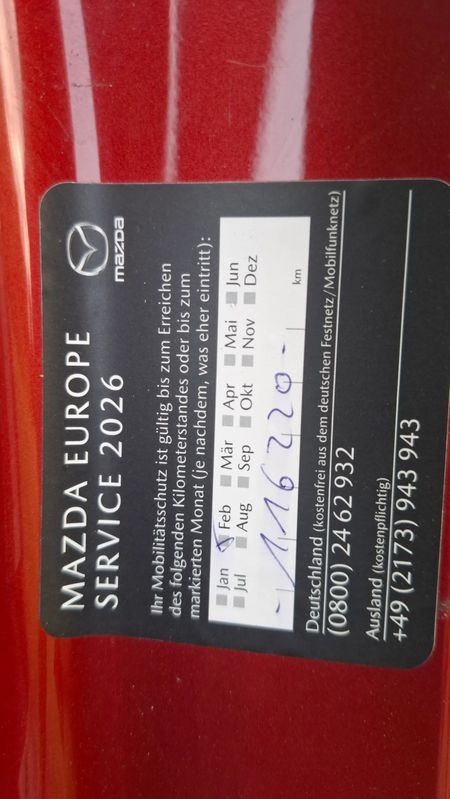 MAZDA EUROPE
SERVICE 2026
mazda
Ihr Mobilitätsschutz ist gültig bis zum Erreichen
des folgenden Kilometerstandes oder bis zum
markierten Monat (je nachdem, was eher eintritt):
Jan Feb Mär Apr Mai Jun
Jul Aug Sep Okt Nov Dez
- 116220 -
km
Deutschland (kostenfrei aus dem deutschen Festnetz/Mobilfunknetz)
(0800) 24 62 932
Ausland (kostenpflichtig)
+49 (2173) 943 943